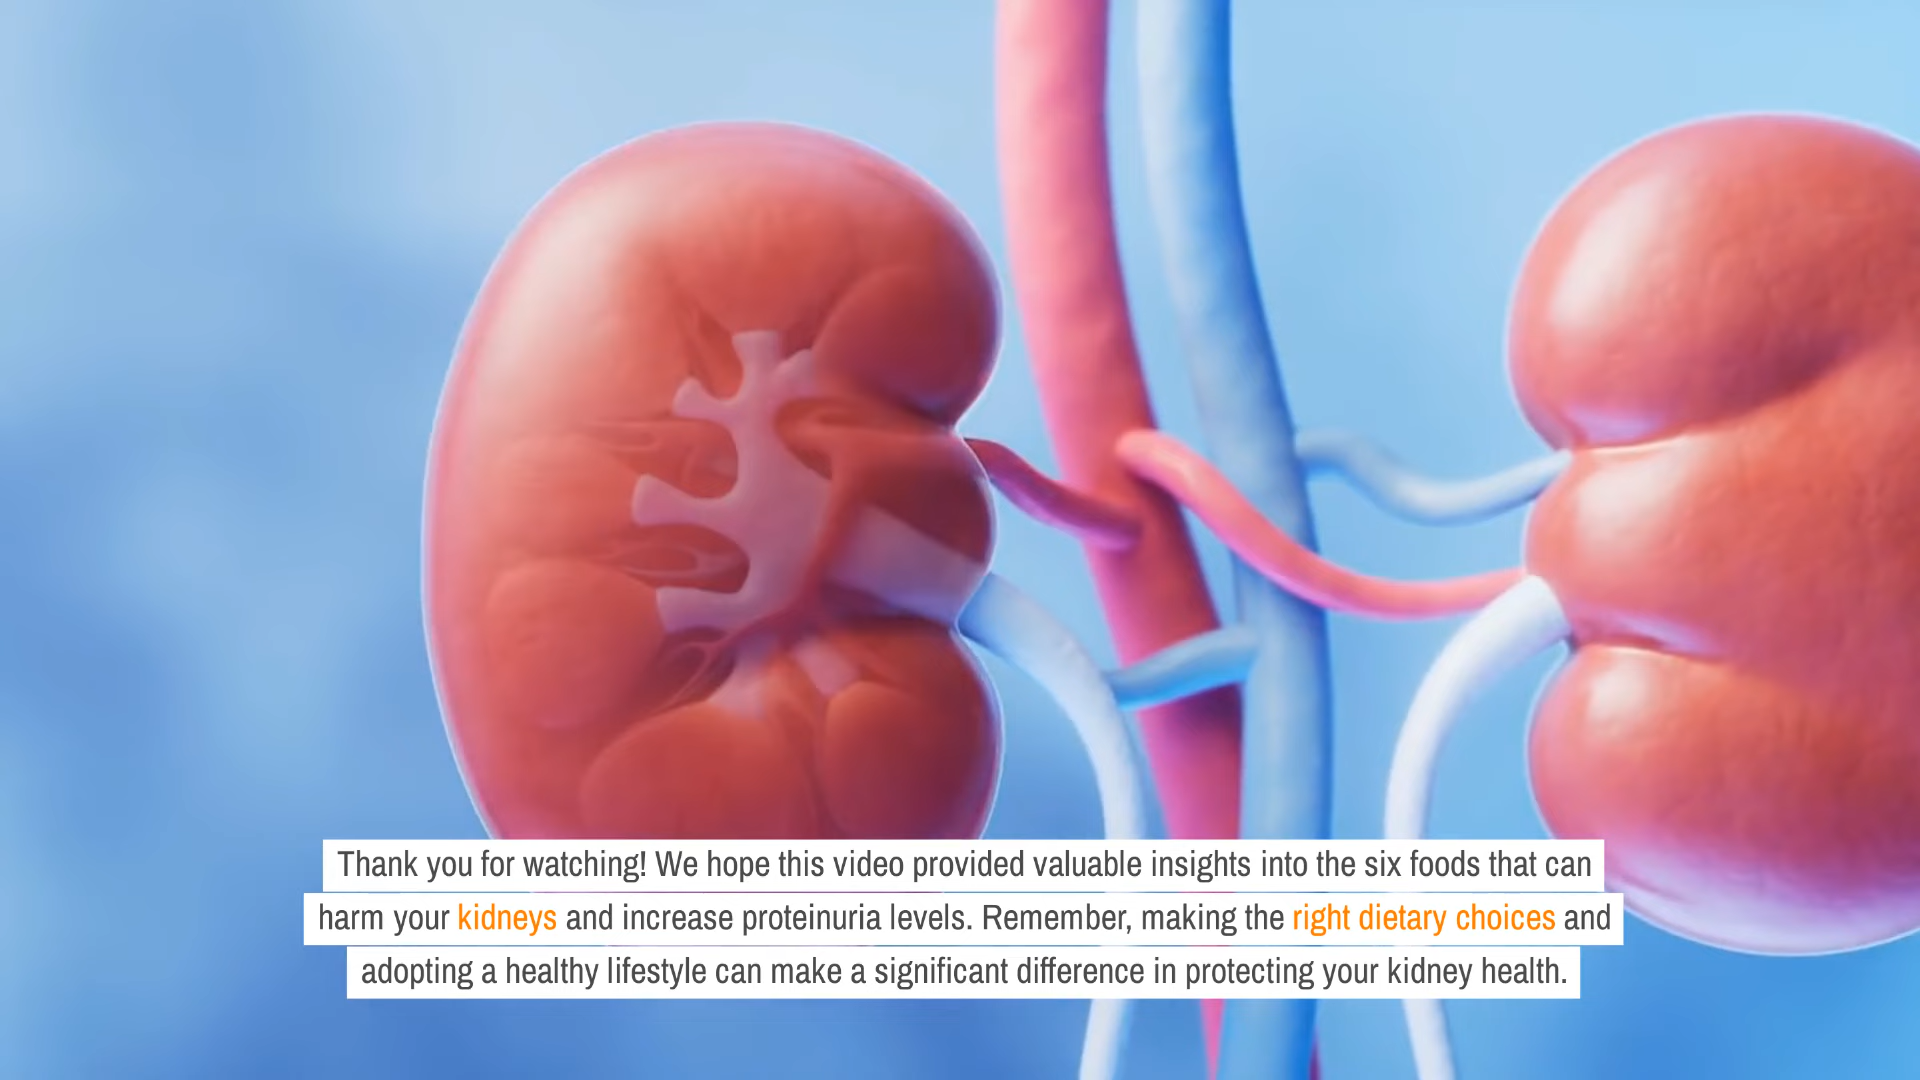 Thank you for watching! We hope this video provided valuable insights into the six foods that can
harm your kidneys and increase proteinuria levels. Remember, making the right dietary choices and
adopting a healthy lifestyle can make a significant difference in protecting your kidney health.